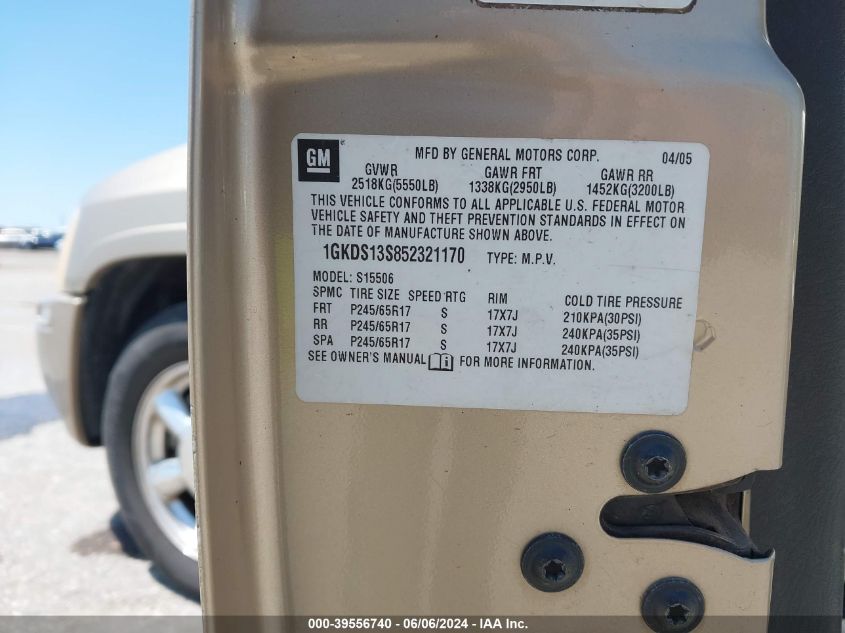 GM
MFD BY GENERAL MOTORS CORP. 04/05
GVWR GAWR FRT GAWR RR
2518KG(5550LB) 1338KG(2950LB) 1452KG(3200LB)
THIS VEHICLE CONFORMS TO ALL APPLICABLE U.S. FEDERAL MOTOR
VEHICLE SAFETY AND THEFT PREVENTION STANDARDS IN EFFECT ON
THE DATE OF MANUFACTURE SHOWN ABOVE.
1GKDS13S852321170 TYPE: M.P.V.
MODEL: S15506
SPMC TIRE SIZE SPEED RTG RIM COLD TIRE PRESSURE
FRT P245/65R17 S 17X7J 210KPA(30PSI)
RR P245/65R17 S 17X7J 240KPA(35PSI)
SPA P245/65R17 S 17X7J 240KPA(35PSI)
SEE OWNER'S MANUAL i FOR MORE INFORMATION.
000-39556740 - 06/06/2024 - IAA Inc.